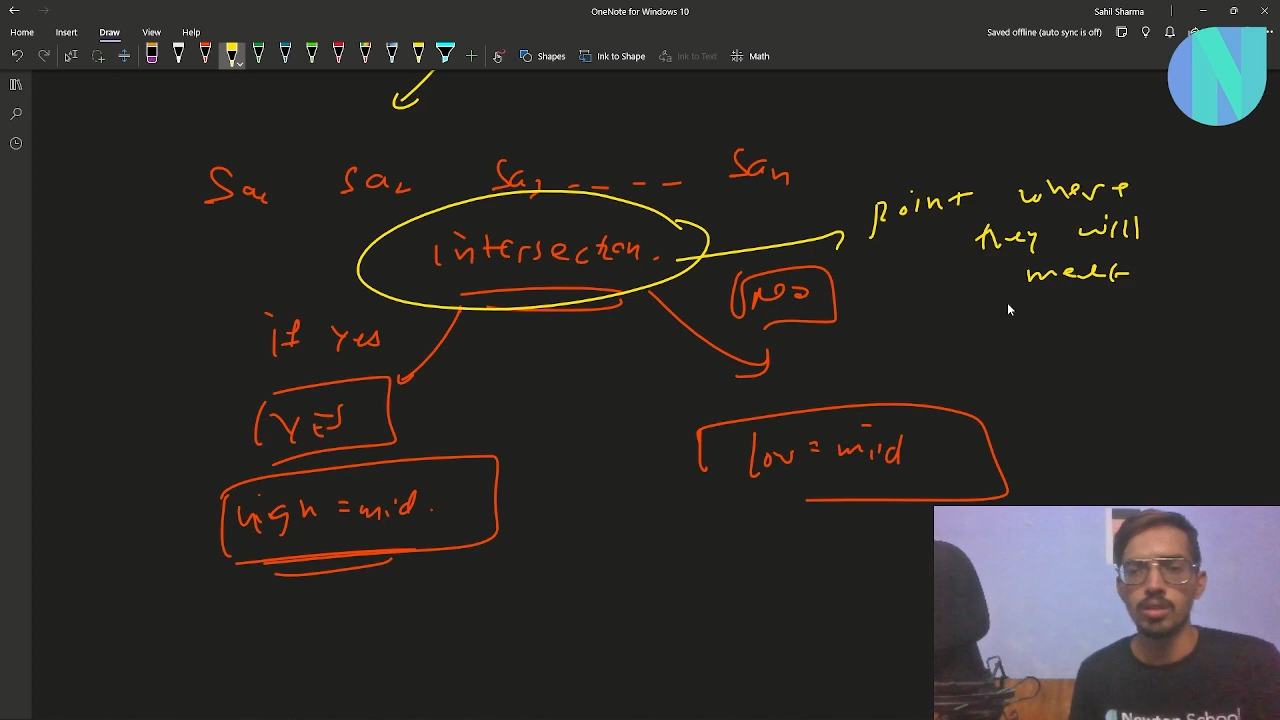 OneNote for Windows 10
Sahil Sharma
Home Insert Draw View Help
Saved offline (auto sync is off)
Shapes Ink to Shape Ink to Text Math
Sa1 Sa2 Sa3 ----- San
point where
they will
meet
intersection.
NO
if Yes
YES
low = mid
high = mid.
Newton School